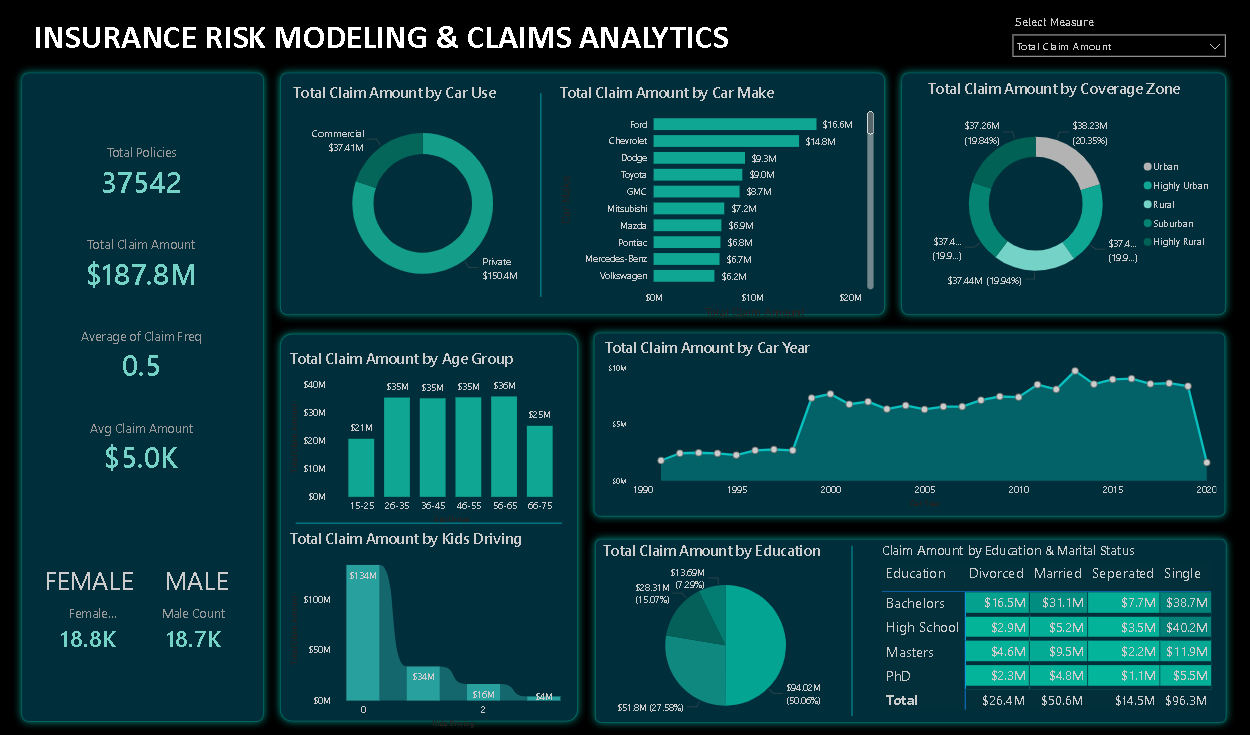 INSURANCE RISK MODELING & CLAIMS ANALYTICS
Select Measure
Total Claim Amount
Total Policies
37542
Total Claim Amount
$187.8M
Average of Claim Freq
0.5
Avg Claim Amount
$5.0K
FEMALE MALE
Female... Male Count
18.8K 18.7K
Total Claim Amount by Car Use
Commercial
$37.41M
Private
$150.4M
Total Claim Amount by Car Make
Ford $16.6M
Chevrolet $14.8M
Dodge $9.3M
Toyota $9.0M
GMC $8.7M
Mitsubishi $7.2M
Mazda $6.9M
Pontiac $6.8M
Mercedes-Benz $6.7M
Volkswagen $6.2M
$0M $10M $20M
Total Claim Amount by Coverage Zone
$37.26M
(19.84%)
$38.23M
(20.35%)
$37.4...
(19.9...)
$37.4...
(19.9...)
$37.44M (19.94%)
Urban
Highly Urban
Rural
Suburban
Highly Rural
Total Claim Amount by Age Group
$40M
$30M
$20M
$10M
$0M
$21M $35M $35M $35M $36M $25M
15-25 26-35 36-45 46-55 56-65 66-75
Total Claim Amount by Kids Driving
$100M
$50M
$0M
$134M
$34M
$16M
$4M
0 2
Total Claim Amount by Car Year
$10M
$5M
$0M
1990 1995 2000 2005 2010 2015 2020
Total Claim Amount by Education
$13.69M
(7.29%)
$28.31M
(15.07%)
$51.8M (27.58%)
$94.02M
(50.06%)
Claim Amount by Education & Marital Status
Education Divorced Married Seperated Single
Bachelors $16.5M $31.1M $7.7M $38.7M
High School $2.9M $5.2M $3.5M $40.2M
Masters $4.6M $9.5M $2.2M $11.9M
PhD $2.3M $4.8M $1.1M $5.5M
Total $26.4M $50.6M $14.5M $96.3M